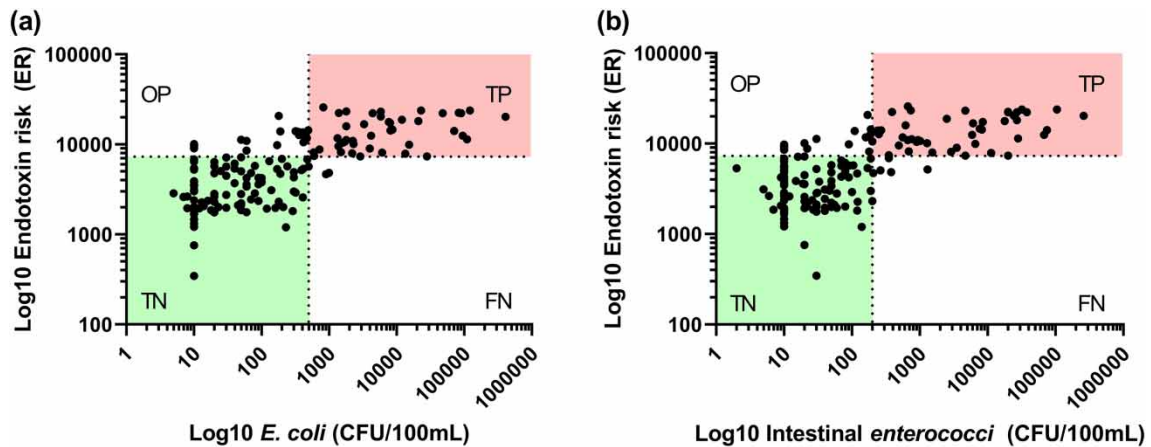 (a)
Log10 Endotoxin risk (ER)
100000
10000
1000
100
OP
TP
TN
FN
1 10 100 1000 10000 100000 1000000
Log10 E. coli (CFU/100mL)
(b)
Log10 Endotoxin risk (ER)
100000
10000
1000
100
OP
TP
TN
FN
1 10 100 1000 10000 100000 1000000
Log10 Intestinal enterococci (CFU/100mL)